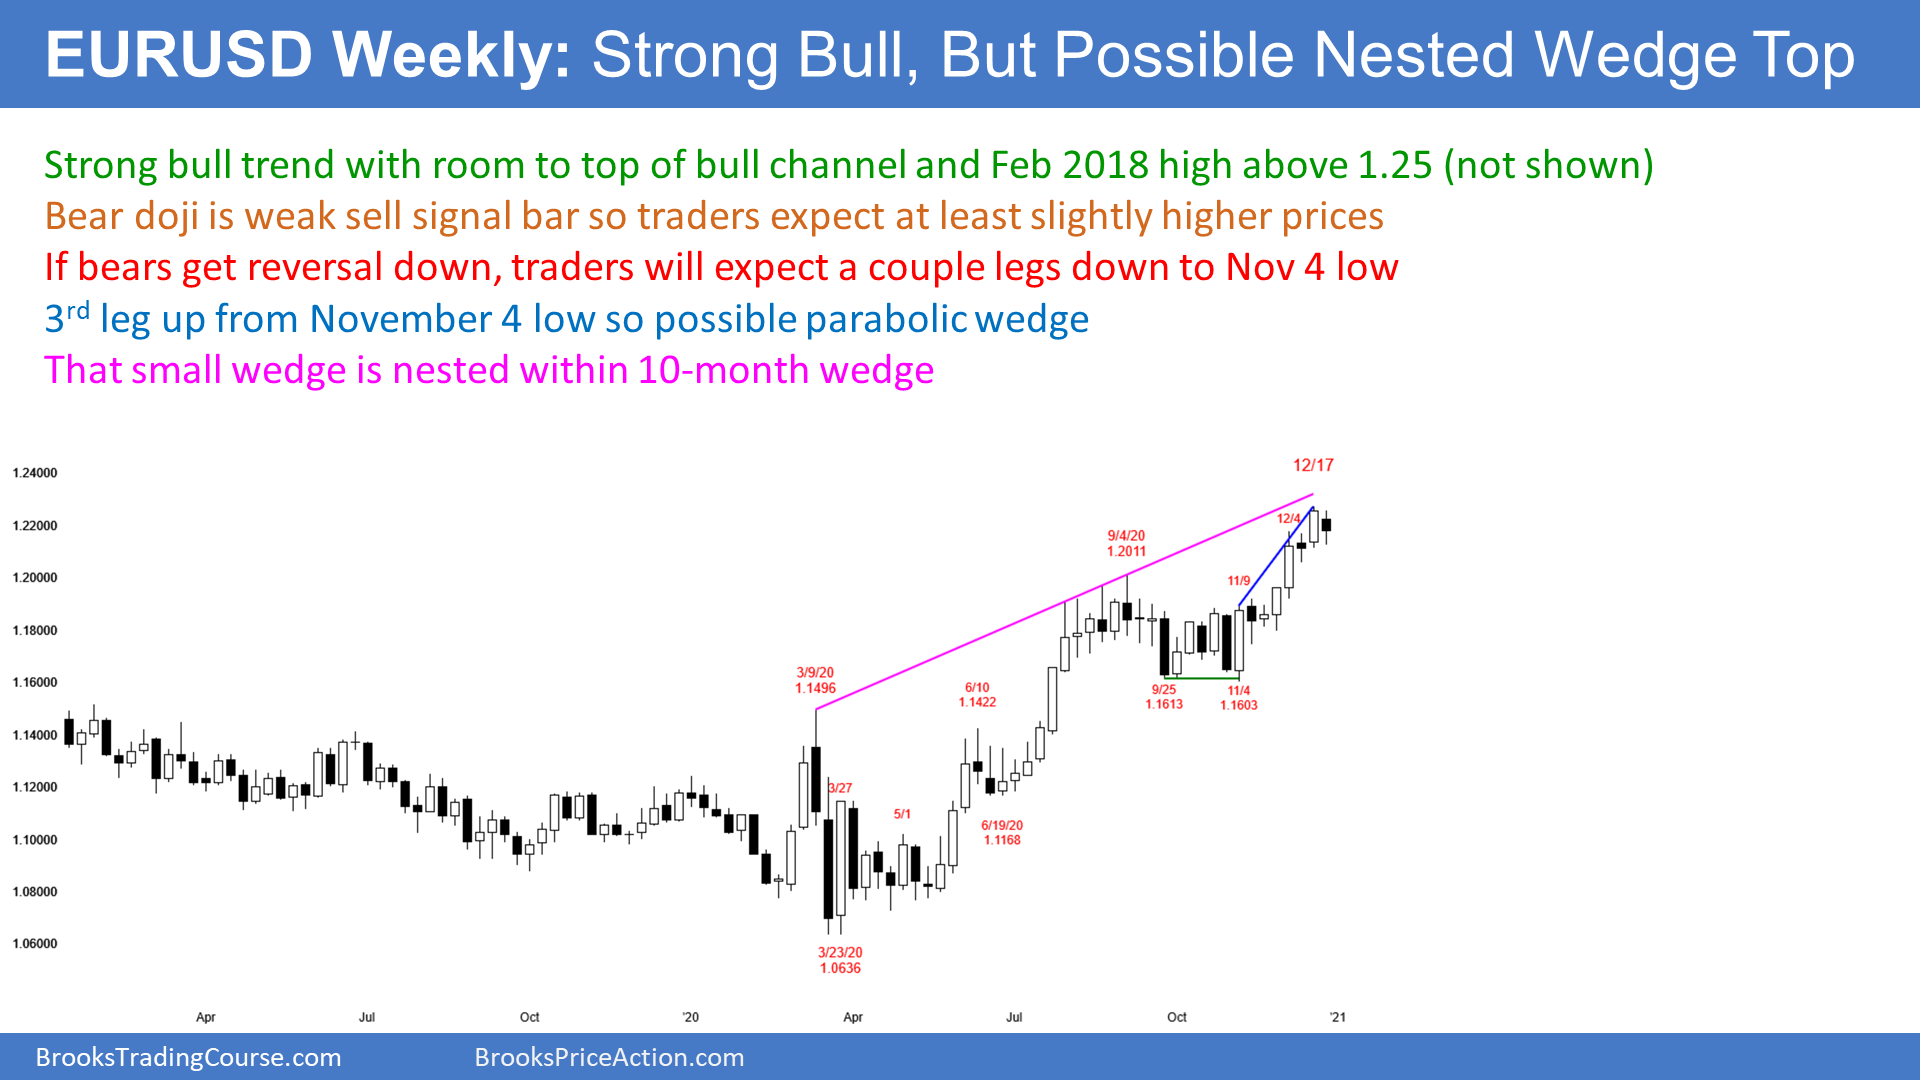 EURUSD Weekly: Strong Bull, But Possible Nested Wedge Top
Strong bull trend with room to top of bull channel and Feb 2018 high above 1.25 (not shown)
Bear doji is weak sell signal bar so traders expect at least slightly higher prices
If bears get reversal down, traders will expect a couple legs down to Nov 4 low
3rd leg up from November 4 low so possible parabolic wedge
That small wedge is nested within 10-month wedge
12/17
1.24000
12/4
1.22000
9/4/20
1.2011
1.20000
11/9
1.18000
3/9/20
1.1496
6/10
1.1422
1.16000
9/25
1.1613
11/4
1.1603
1.14000
1.12000
3/27
5/1
6/19/20
1.1168
1.10000
1.08000
1.06000
3/23/20
1.0636
Apr
Jul
Oct
'20
Apr
Jul
Oct
'21
BrooksTradingCourse.com
BrooksPriceAction.com